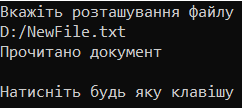 Вкажіть розташування файлу
D:/NewFile.txt
Прочитано документ
Натисніть будь яку клавішу